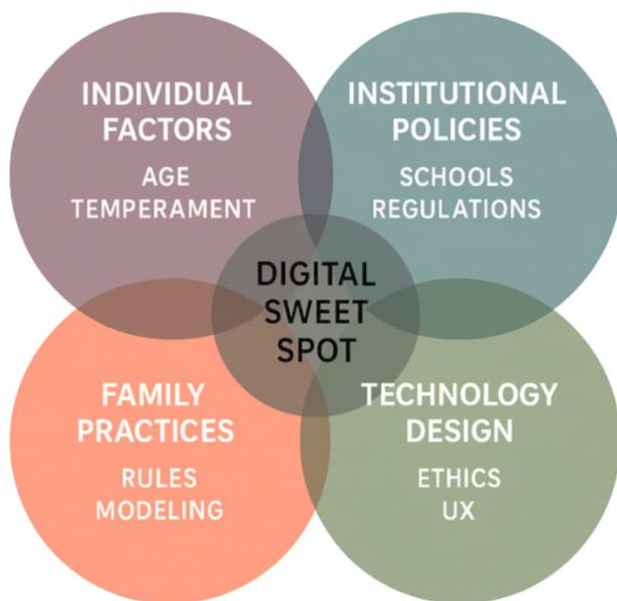 INDIVIDUAL
FACTORS
AGE
TEMPERAMENT
INSTITUTIONAL
POLICIES
SCHOOLS
REGULATIONS
DIGITAL
SWEET
SPOT
FAMILY
PRACTICES
RULES
MODELING
TECHNOLOGY
DESIGN
ETHICS
UX